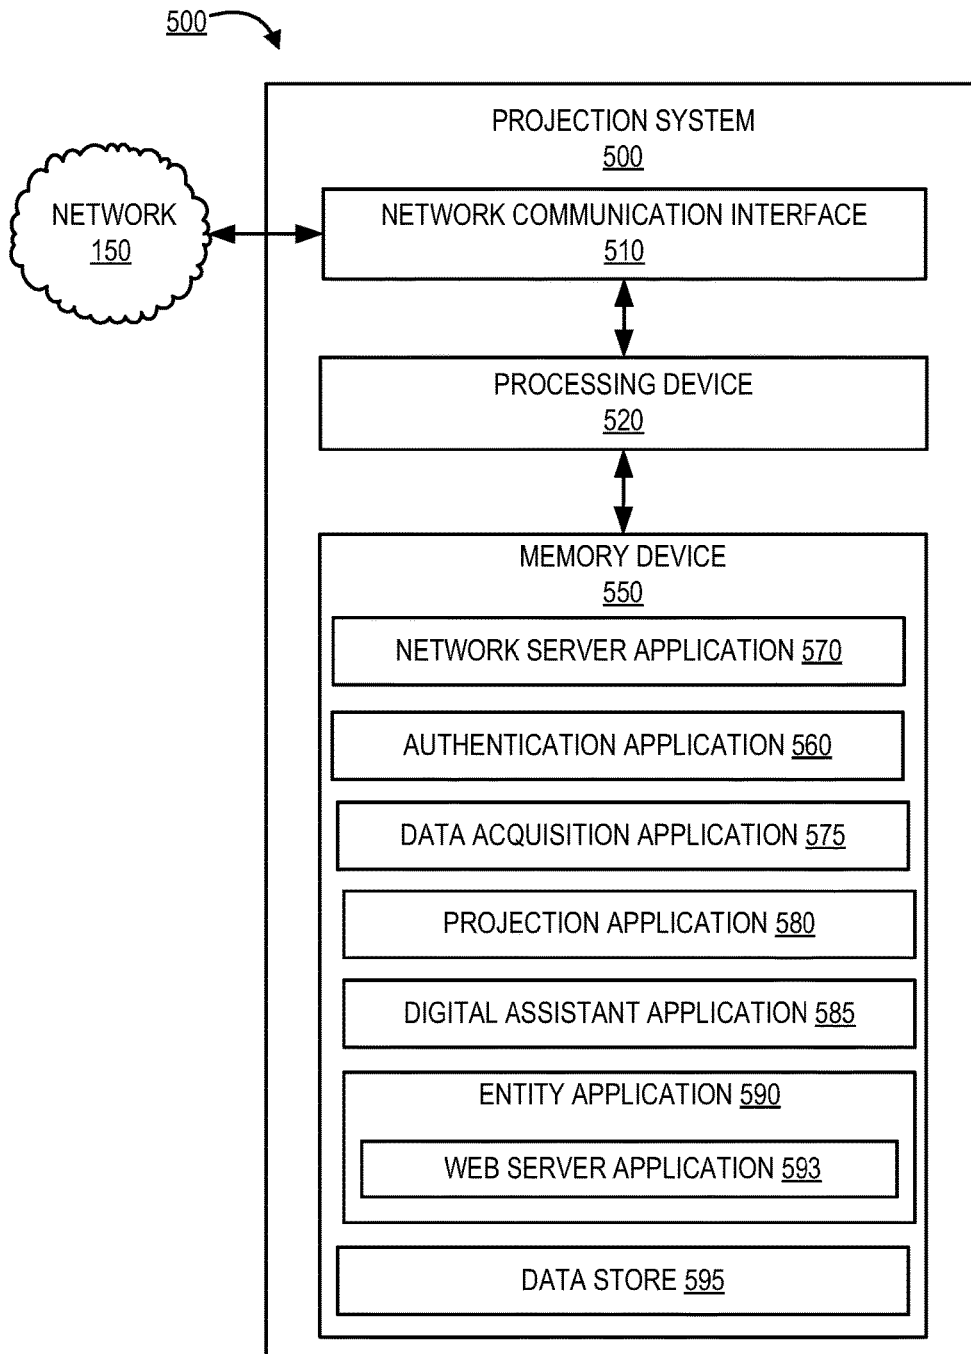 500
PROJECTION SYSTEM
500
NETWORK
150
NETWORK COMMUNICATION INTERFACE
510
PROCESSING DEVICE
520
MEMORY DEVICE
550
NETWORK SERVER APPLICATION 570
AUTHENTICATION APPLICATION 560
DATA ACQUISITION APPLICATION 575
PROJECTION APPLICATION 580
DIGITAL ASSISTANT APPLICATION 585
ENTITY APPLICATION 590
WEB SERVER APPLICATION 593
DATA STORE 595